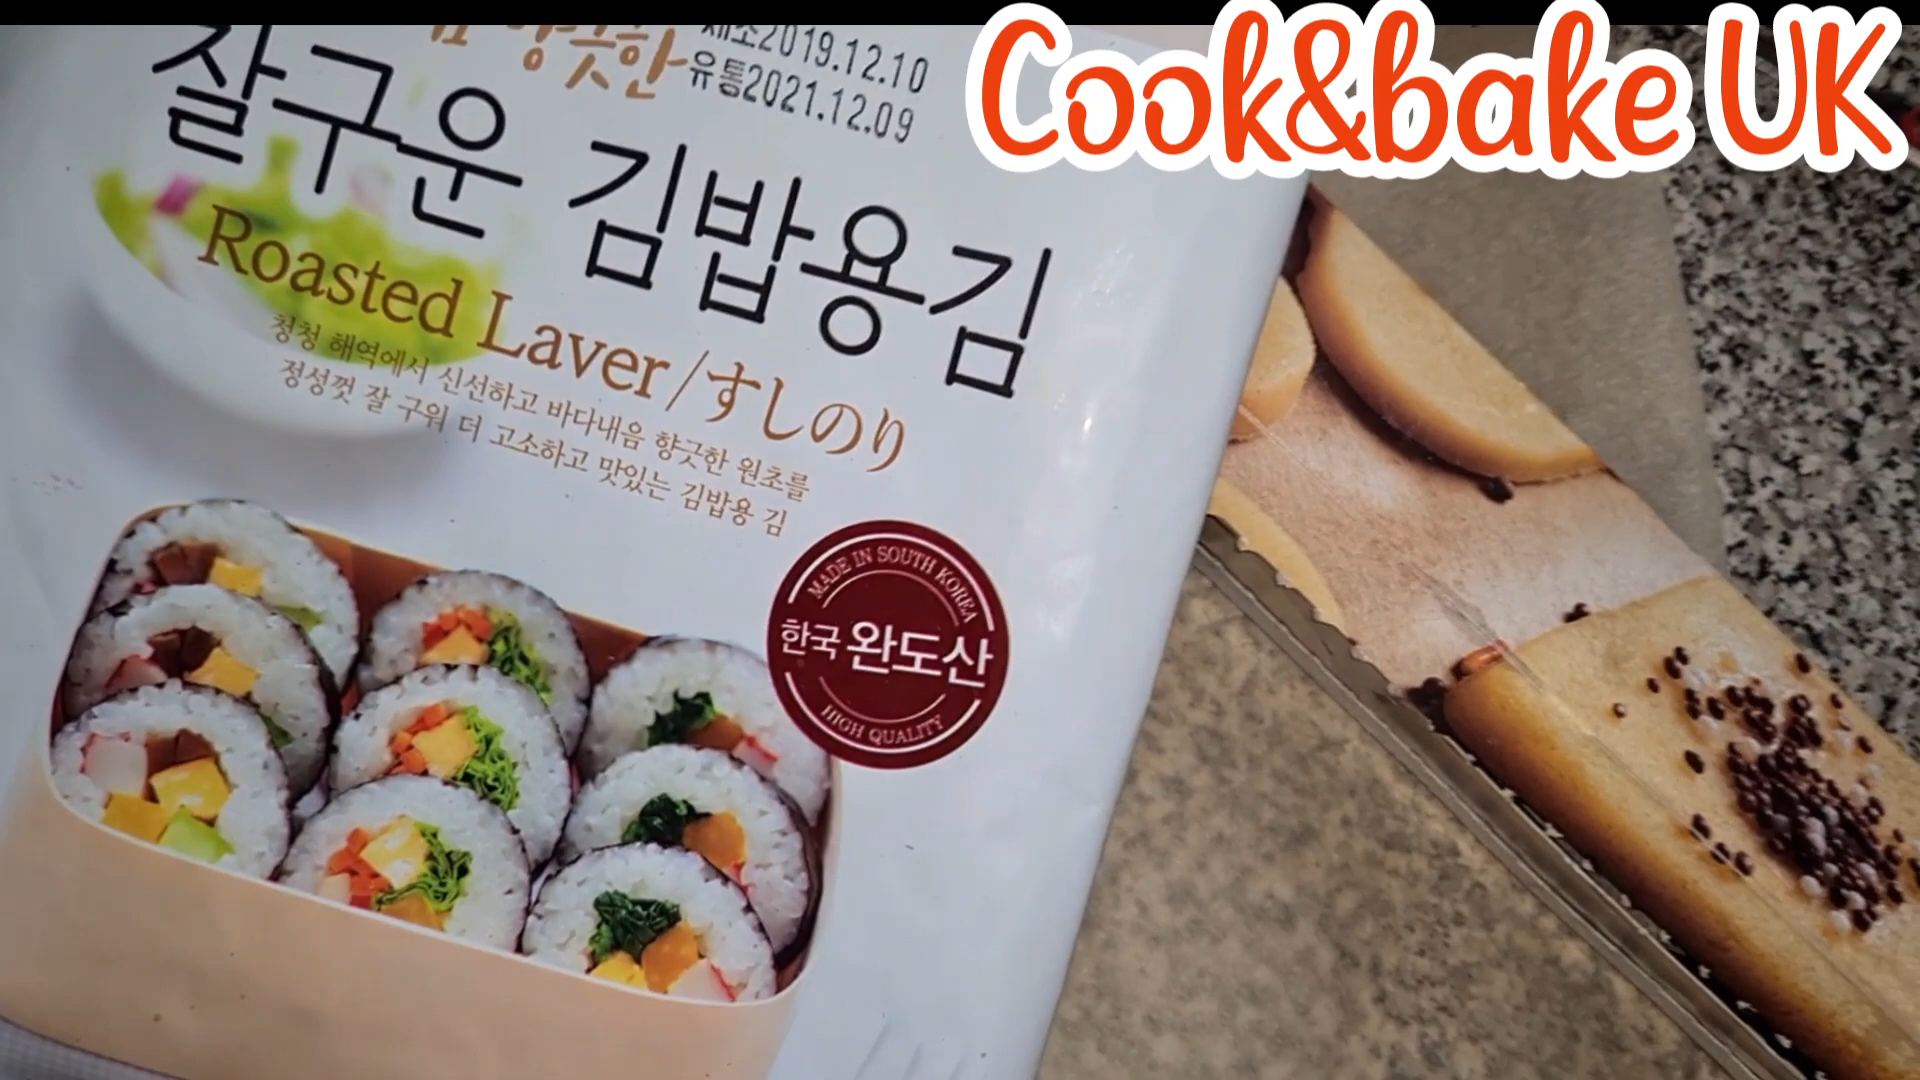 Cook&bake UK
향긋한
제조2019.12.10
유통2021.12.09
잘구운 김밥용김
Roasted Laver/すしのり
청정 해역에서 신선하고 바다내음 향긋한 원초를
정성껏 잘 구워 더 고소하고 맛있는 김밥용 김
MADE IN SOUTH KOREA
한국 완도산
HIGH QUALITY